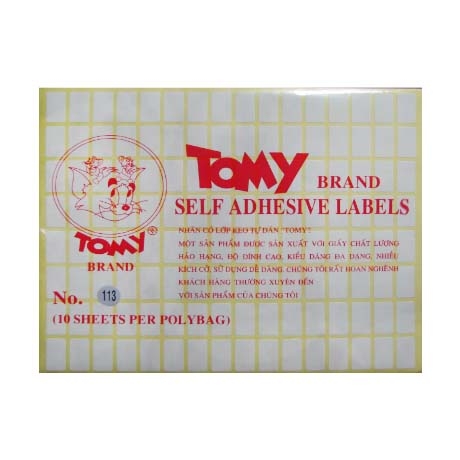 TOMY BRAND
SELF ADHESIVE LABELS
NHÃN CÓ LỚP KEO TỰ DÁN "TOMY":
MỘT SẢN PHẨM ĐƯỢC SẢN XUẤT VỚI GIẤY CHẤT LƯỢNG
HẢO HẠNG, ĐỘ DÍNH CAO, KIỂU DÁNG ĐA DẠNG, NHIỀU
KÍCH CỠ, SỬ DỤNG DỄ DÀNG. CHÚNG TÔI RẤT HOAN NGHÊNH
KHÁCH HÀNG THƯỜNG XUYÊN ĐẾN
VỚI SẢN PHẨM CỦA CHÚNG TÔI
TOMY ®
BRAND
No. 113
(10 SHEETS PER POLYBAG)